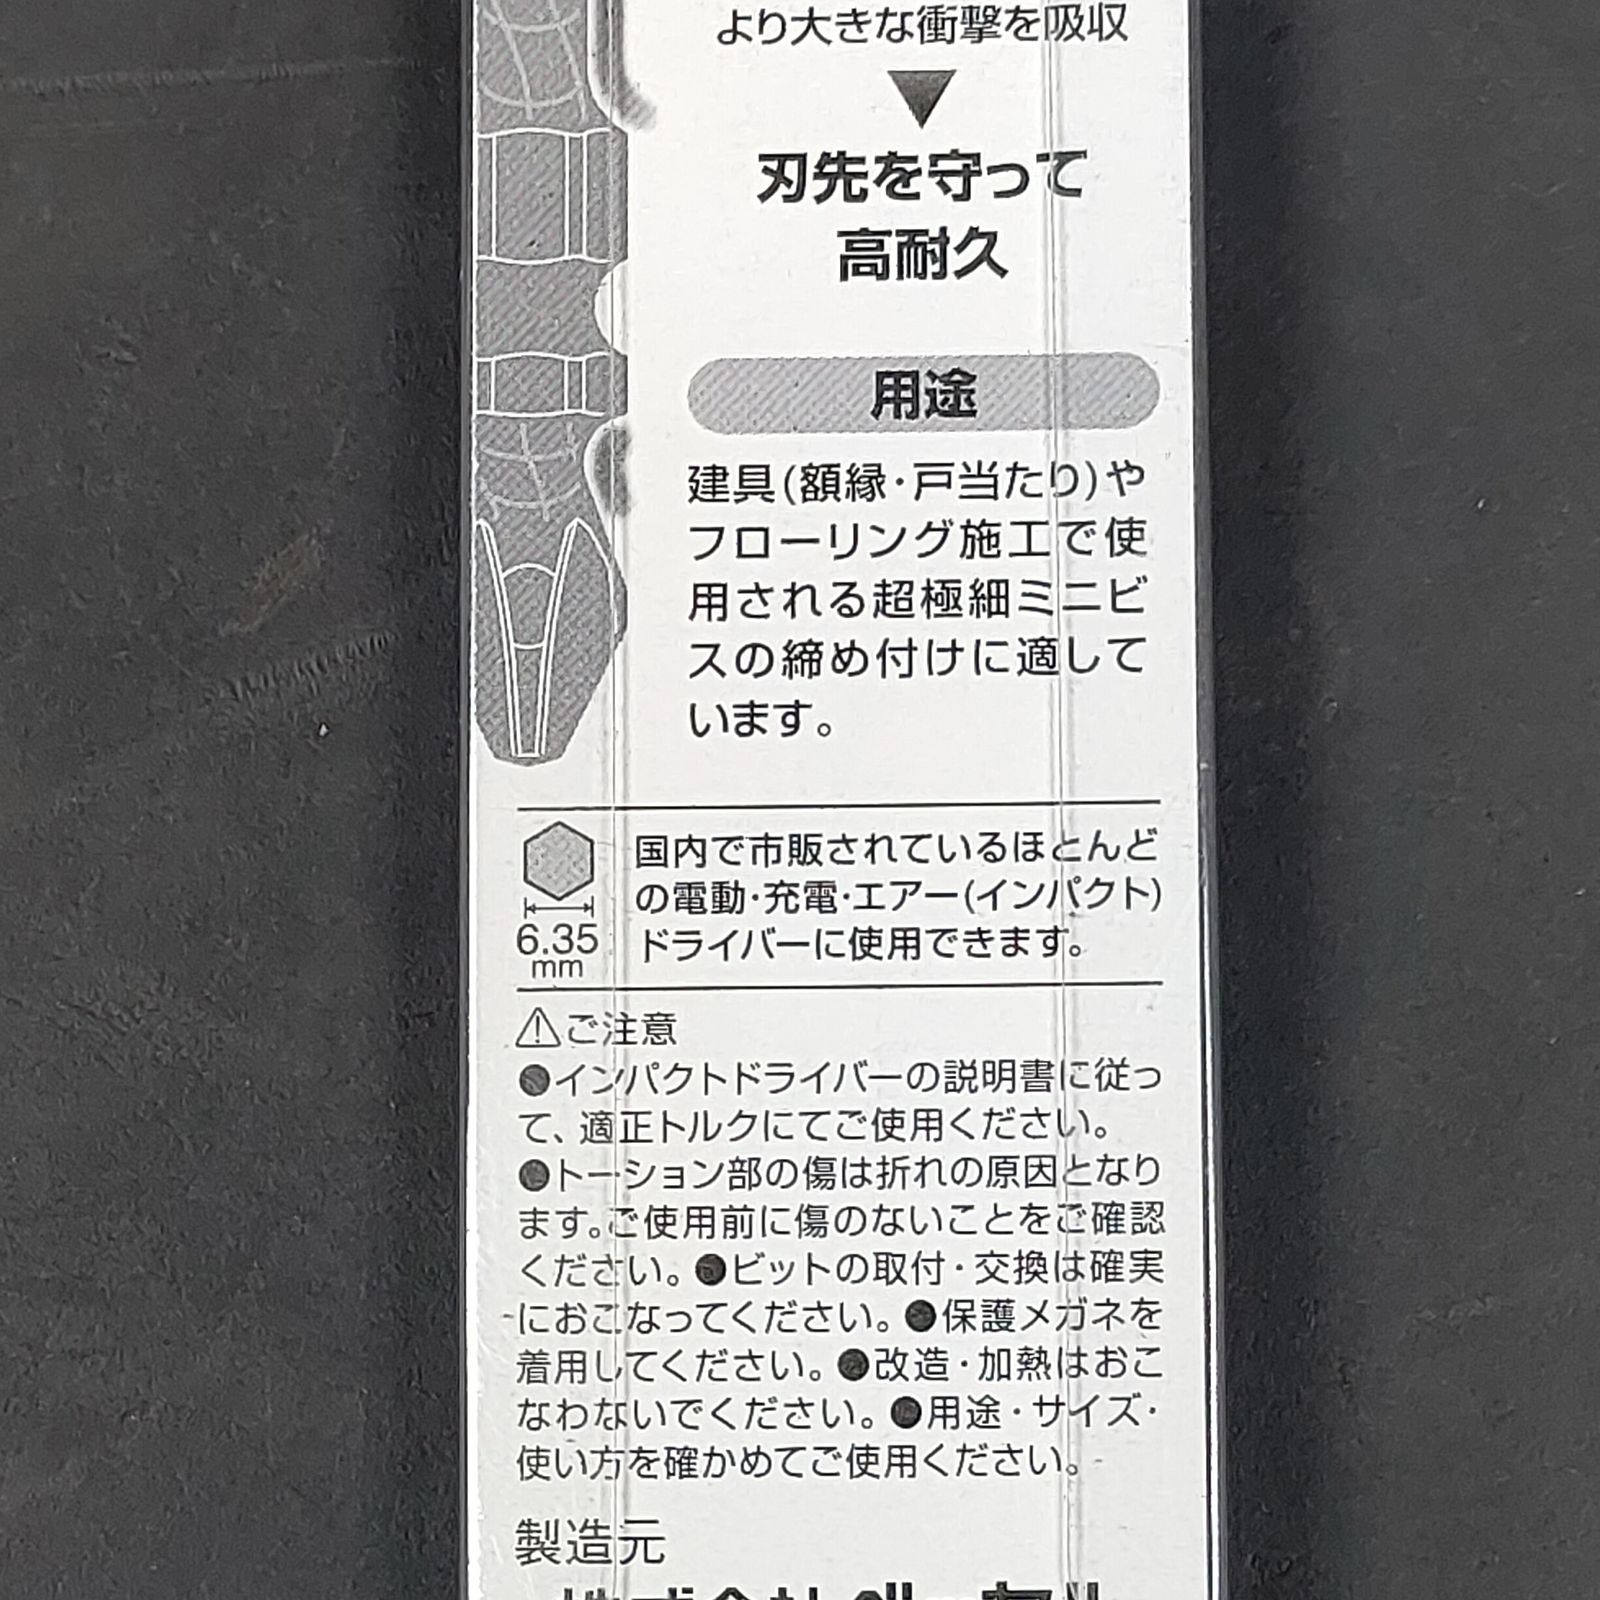 より大きな衝撃を吸収
刃先を守って
高耐久
用途
建具(額縁・戸当たり)や
フローリング施工で使
用される超極細ミニビ
スの締め付けに適して
います。
国内で市販されているほとんど
の電動・充電・エアー(インパクト)
ドライバーに使用できます。
6.35
mm
⚠ご注意
●インパクトドライバーの説明書に従っ
て、適正トルクにてご使用ください。
●トーション部の傷は折れの原因となり
ます。ご使用前に傷のないことをご確認
ください。●ビットの取付・交換は確実
におこなってください。●保護メガネを
着用してください。●改造・加熱はおこ
なわないでください。●用途・サイズ・
使い方を確かめてご使用ください。
製造元
株式会社